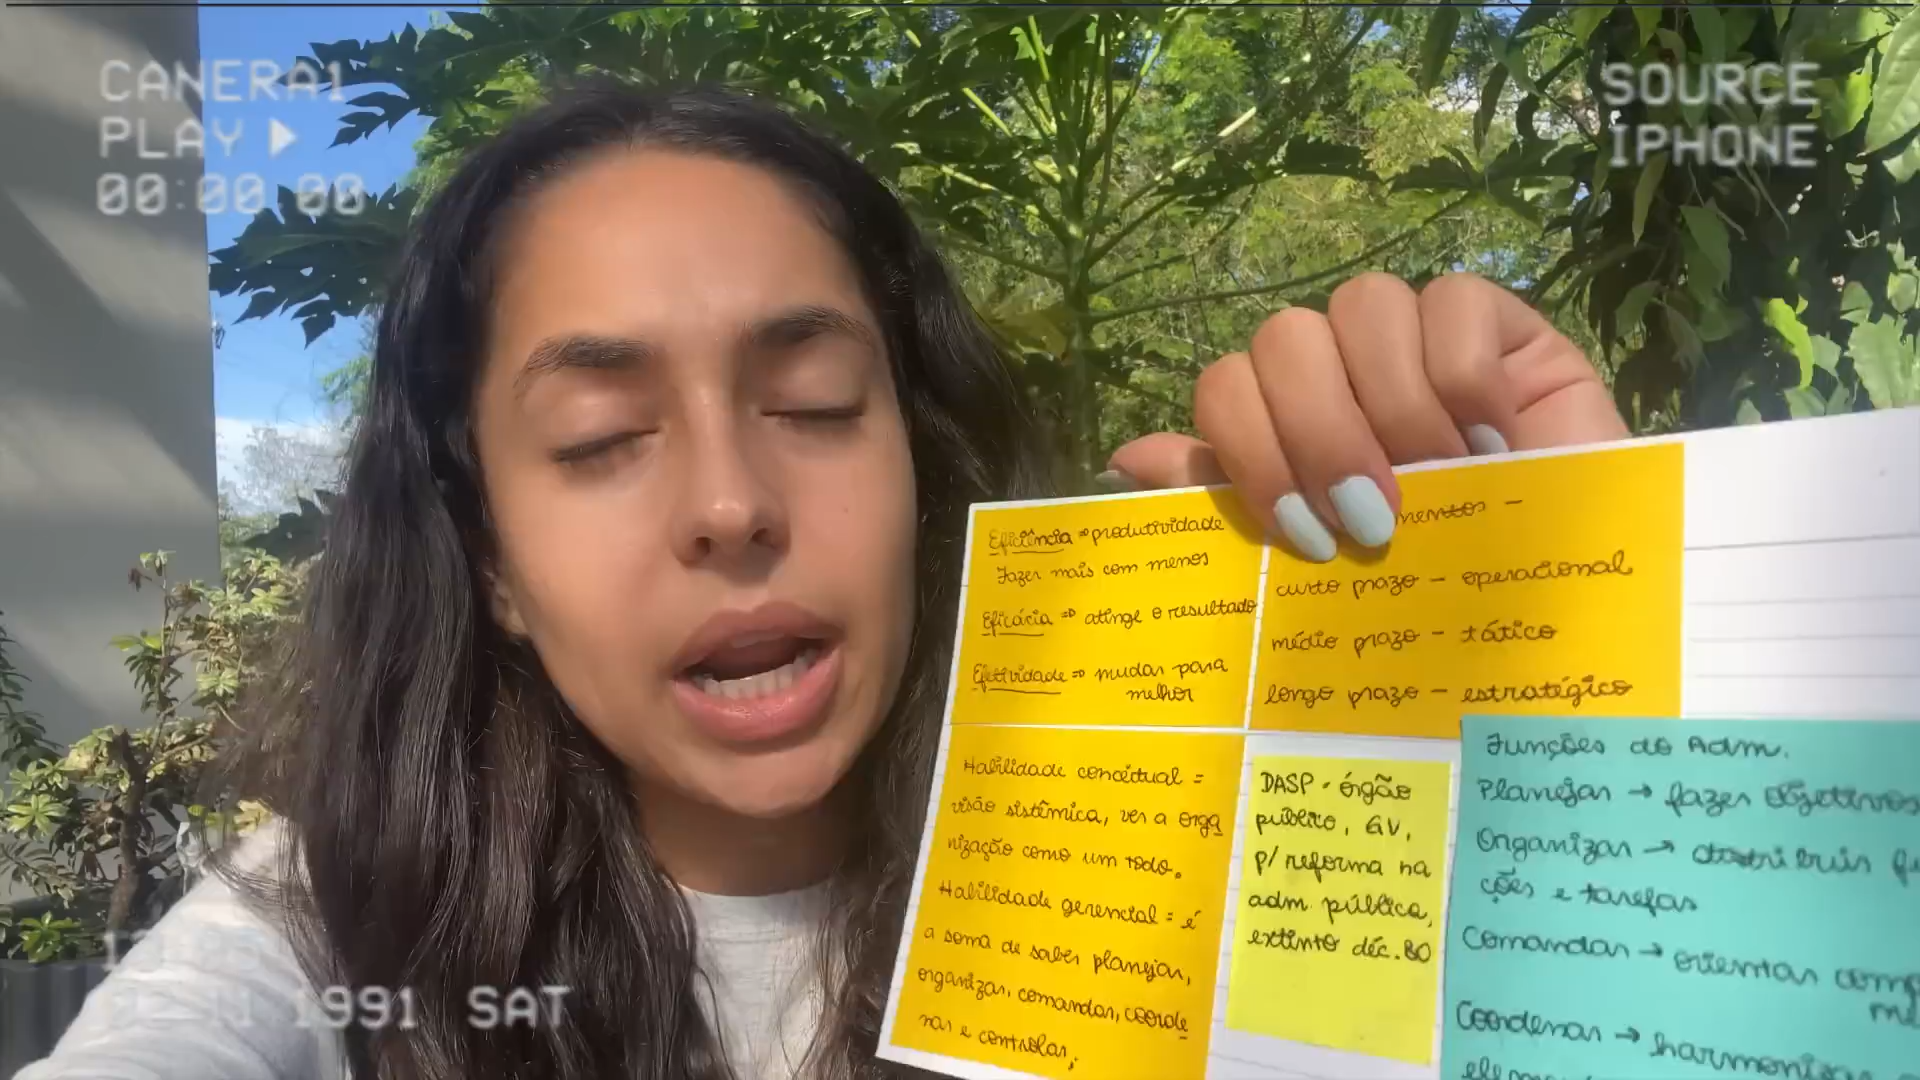 CANERA1
PLAY
00:00:00
SOURCE
IPHONE
Eficiência ⇒ produtividade
Fazer mais com menos
Eficácia ⇒ atinge o resultado
Efetividade ⇒ mudar para
melhor
mentos -
curto prazo - operacional
médio prazo - tático
longo prazo - estratégico
Habilidade conceitual =
visão sistêmica, ver a orga
nização como um todo.
Habilidade gerencial = é
a soma de saber planejar,
organizar, comandar, coorde
nar e controlar;
DASP - órgão
público, GV,
p/ reforma na
adm. pública,
extinto déc. 80
Funções do Adm.
Planejar → fazer objetivos
Organizar → distribuir
ções e tarefas
Comandar → orientar
Coordenar → harmonizar
1991 SAT